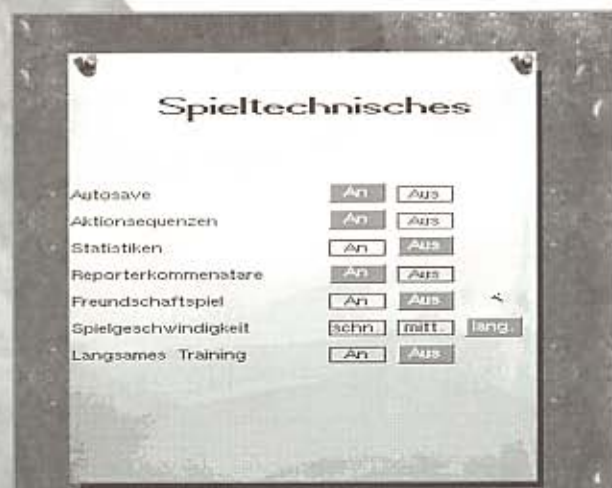 Spieltechnisches
Autosave An Aus
Aktionsequenzen An Aus
Statistiken An Aus
Reporterkommenatare An Aus
Freundschaftspiel An Aus
Spielgeschwindigkeit schn. mitt. lang.
Langsames Training An Aus